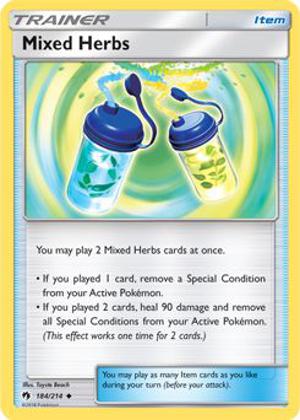 TRAINER Item
Mixed Herbs
You may play 2 Mixed Herbs cards at once.
• If you played 1 card, remove a Special Condition
from your Active Pokémon.
• If you played 2 cards, heal 90 damage and remove
all Special Conditions from your Active Pokémon.
(This effect works one time for 2 cards.)
Illus. Toyste Beach
184/214 ◆
©2018 Pokémon
You may play as many Item cards as you like
during your turn (before your attack).